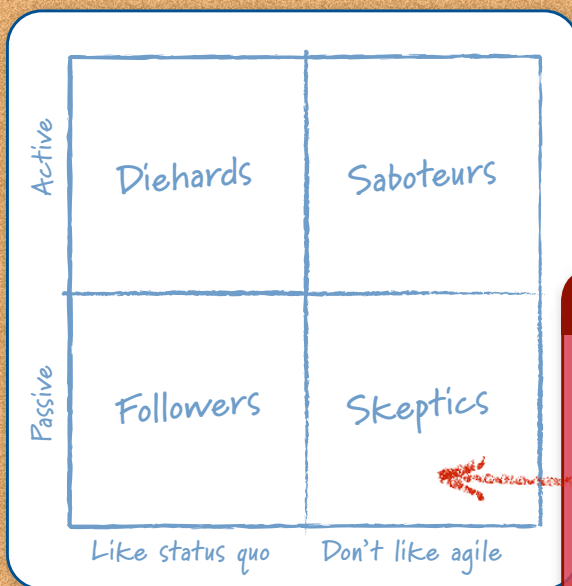 Active
Diehards
Saboteurs
Passive
Followers
Skeptics
Like status quo
Don't like agile